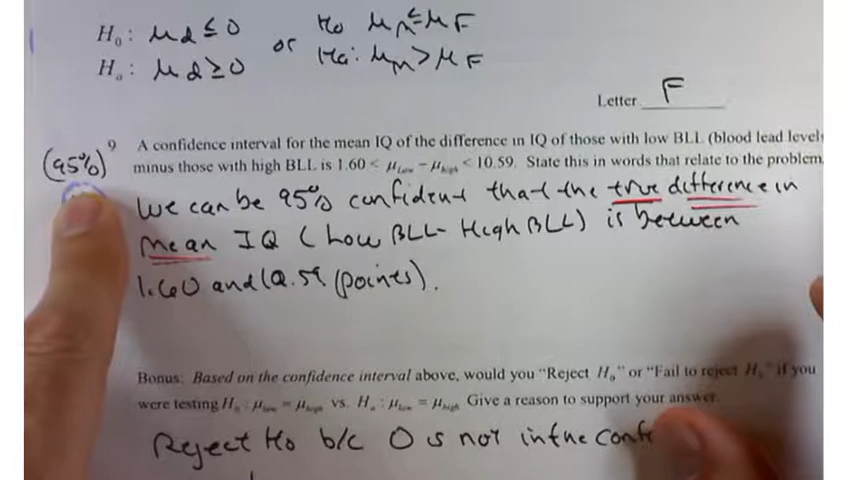 H₀: μd ≤ 0 or Ho μm ≤ μF
Hₐ: μd ≥ 0 Ha: μm > μF
Letter F
(95%) 9 A confidence interval for the mean IQ of the difference in IQ of those with low BLL (blood lead level
minus those with high BLL is 1.60 < μLow − μhigh < 10.59. State this in words that relate to the problem.
We can be 95% confident that the true difference in
mean IQ (Low BLL - High BLL) is between
1.60 and 10.59 (points).
Bonus: Based on the confidence interval above, would you "Reject H₀" or "Fail to reject H₀" if you
were testing H₀: μlow = μhigh vs. Hₐ: μlow = μhigh Give a reason to support your answer.
Reject Ho b/c 0 is not in the conf